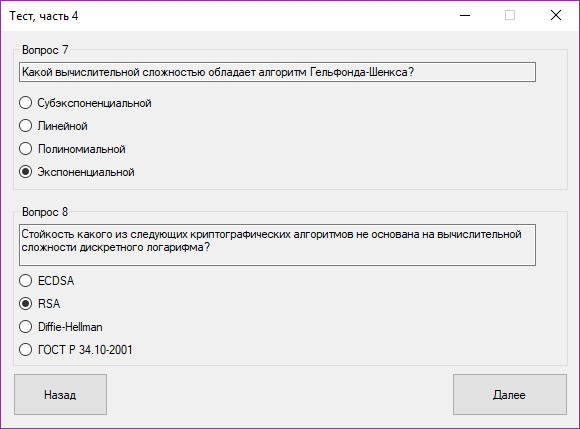 Тест, часть 4
Вопрос 7
Какой вычислительной сложностью обладает алгоритм Гельфонда-Шенкса?
Субэкспоненциальной
Линейной
Полиномиальной
Экспоненциальной
Вопрос 8
Стойкость какого из следующих криптографических алгоритмов не основана на вычислительной
сложности дискретного логарифма?
ECDSA
RSA
Diffie-Hellman
ГОСТ Р 34.10-2001
Назад
Далее